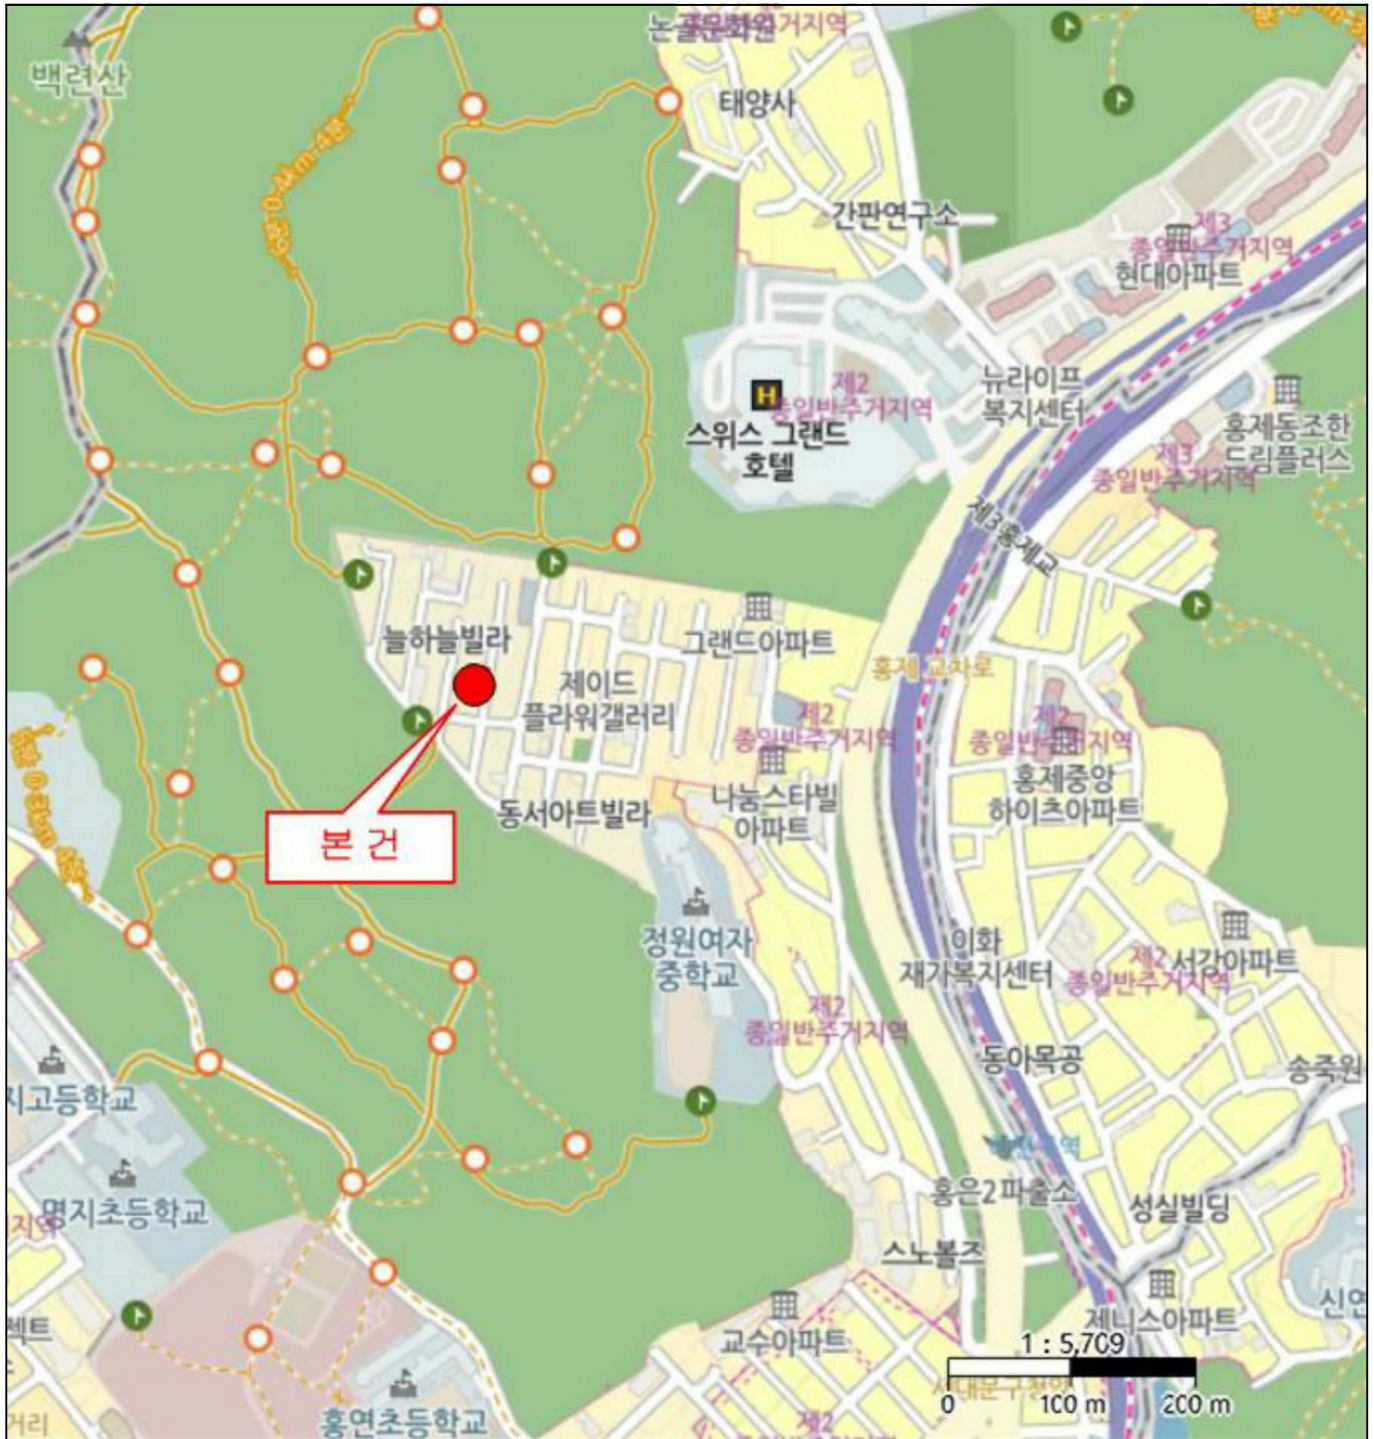 백련산
태양사
간판연구소
제3
종일반주거지역
현대아파트
뉴라이프
복지센터
제2
종일반주거지역
H
스위스 그랜드
호텔
홍제동조한
드림플러스
제3
종일반주거지역
제3홍제교
늘하늘빌라
그랜드아파트
홍제 교차로
제이드
플라워갤러리
제2
종일반주거지역
제2
종일반주거지역
홍제중앙
하이츠아파트
나눔스타빌
아파트
동서아트빌라
본 건
정원여자
중학교
이화
재가복지센터
제2
종일반주거지역
서강아파트
제2
종일반주거지역
동아목공
송죽원
지고등학교
명지초등학교
지역
홍은2파출소
성실빌딩
스노볼즈
제니스아파트
신연
교수아파트
렉트
거리
홍연초등학교
제2
1 : 5,709
0 100 m 200 m